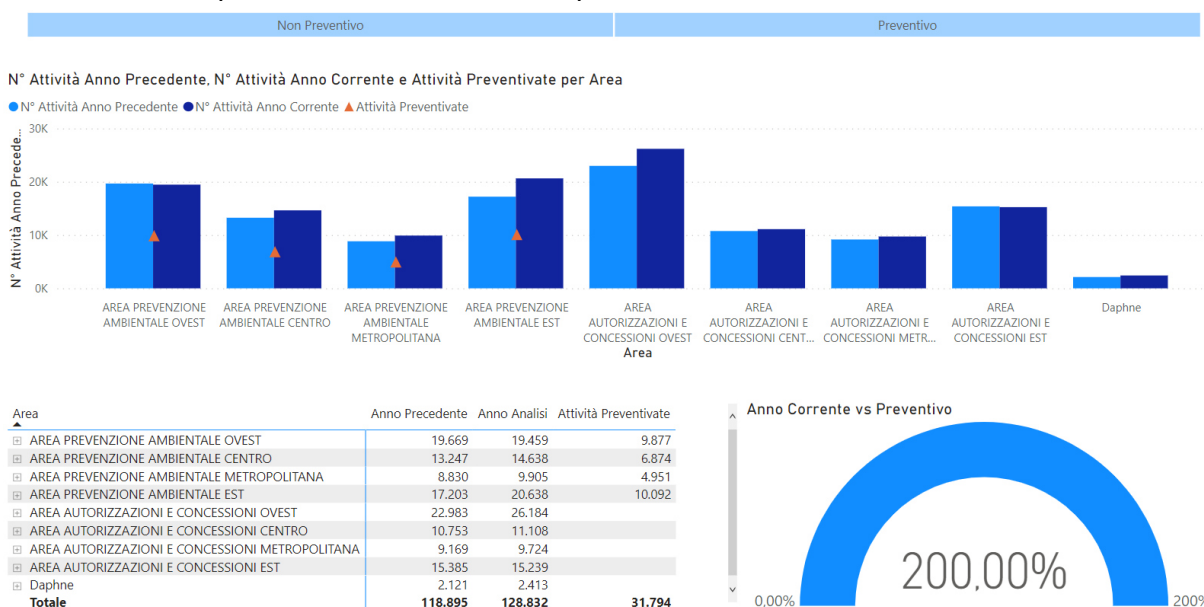 Non Preventivo Preventivo
N° Attività Anno Precedente, N° Attività Anno Corrente e Attività Preventivate per Area
N° Attività Anno Precedente N° Attività Anno Corrente Attività Preventivate
N° Attività Anno Precede...
30K
20K
10K
0K
AREA PREVENZIONE AMBIENTALE OVEST
AREA PREVENZIONE AMBIENTALE CENTRO
AREA PREVENZIONE AMBIENTALE METROPOLITANA
AREA PREVENZIONE AMBIENTALE EST
AREA AUTORIZZAZIONI E CONCESSIONI OVEST
AREA AUTORIZZAZIONI E CONCESSIONI CENT...
AREA AUTORIZZAZIONI E CONCESSIONI METR...
AREA AUTORIZZAZIONI E CONCESSIONI EST
Daphne
Area
Area Anno Precedente Anno Analisi Attività Preventivate
AREA PREVENZIONE AMBIENTALE OVEST 19.669 19.459 9.877
AREA PREVENZIONE AMBIENTALE CENTRO 13.247 14.638 6.874
AREA PREVENZIONE AMBIENTALE METROPOLITANA 8.830 9.905 4.951
AREA PREVENZIONE AMBIENTALE EST 17.203 20.638 10.092
AREA AUTORIZZAZIONI E CONCESSIONI OVEST 22.983 26.184
AREA AUTORIZZAZIONI E CONCESSIONI CENTRO 10.753 11.108
AREA AUTORIZZAZIONI E CONCESSIONI METROPOLITANA 9.169 9.724
AREA AUTORIZZAZIONI E CONCESSIONI EST 15.385 15.239
Daphne 2.121 2.413
Totale 118.895 128.832 31.794
Anno Corrente vs Preventivo
200,00%
0,00%